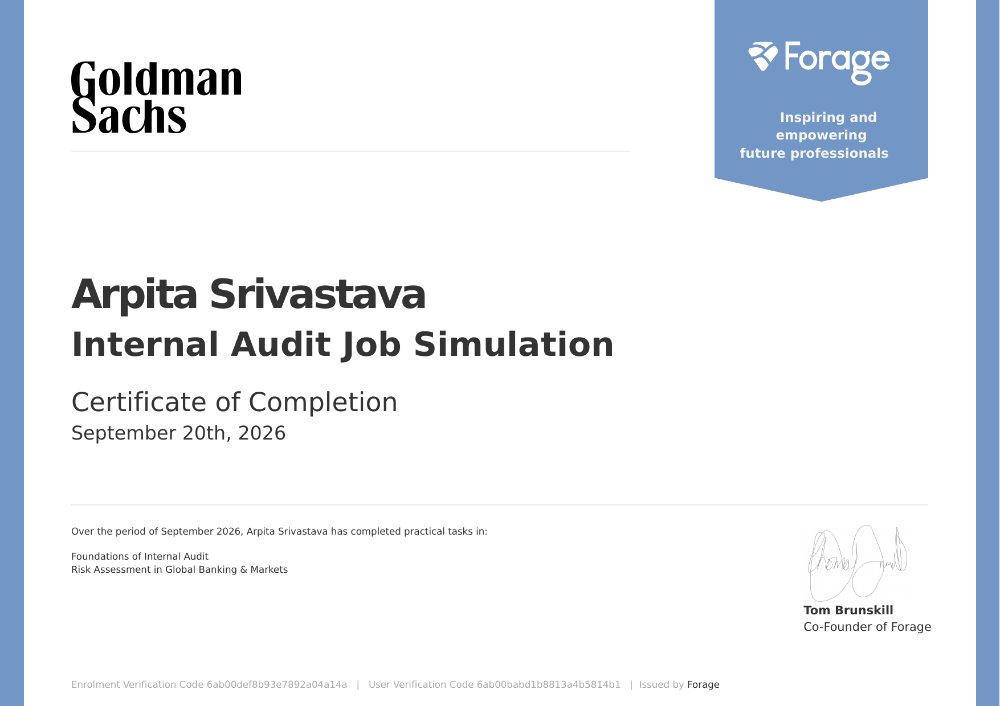 Goldman
Sachs
Forage
Inspiring and
empowering
future professionals
Arpita Srivastava
Internal Audit Job Simulation
Certificate of Completion
September 20th, 2026
Over the period of September 2026, Arpita Srivastava has completed practical tasks in:
Foundations of Internal Audit
Risk Assessment in Global Banking & Markets
Tom Brunskill
Co-Founder of Forage
Enrolment Verification Code 6ab00def8b93e7892a04a14a | User Verification Code 6ab00babd1b8813a4b5814b1 | Issued by Forage